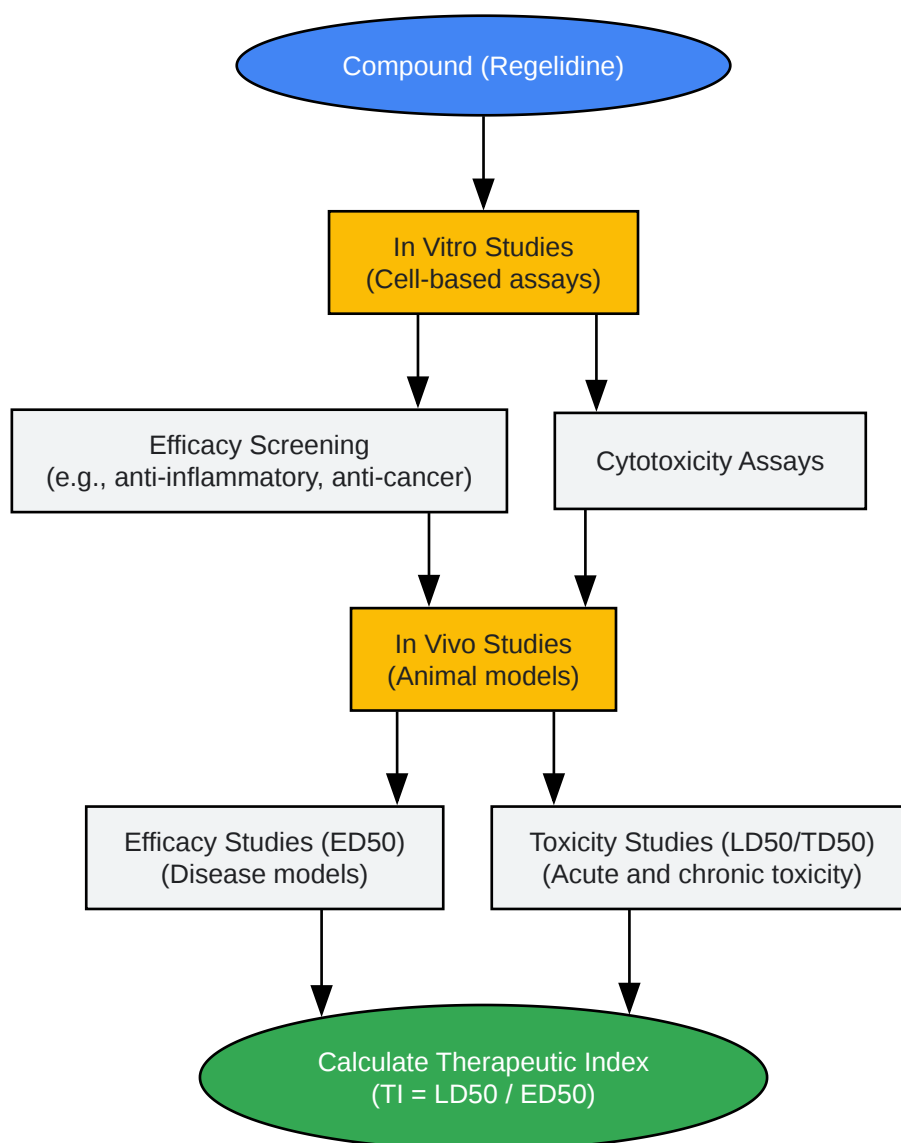 Compound (Regelidine)
In Vitro Studies
(Cell-based assays)
Efficacy Screening
(e.g., anti-inflammatory, anti-cancer)
Cytotoxicity Assays
In Vivo Studies
(Animal models)
Efficacy Studies (ED50)
(Disease models)
Toxicity Studies (LD50/TD50)
(Acute and chronic toxicity)
Calculate Therapeutic Index
(TI = LD50 / ED50)